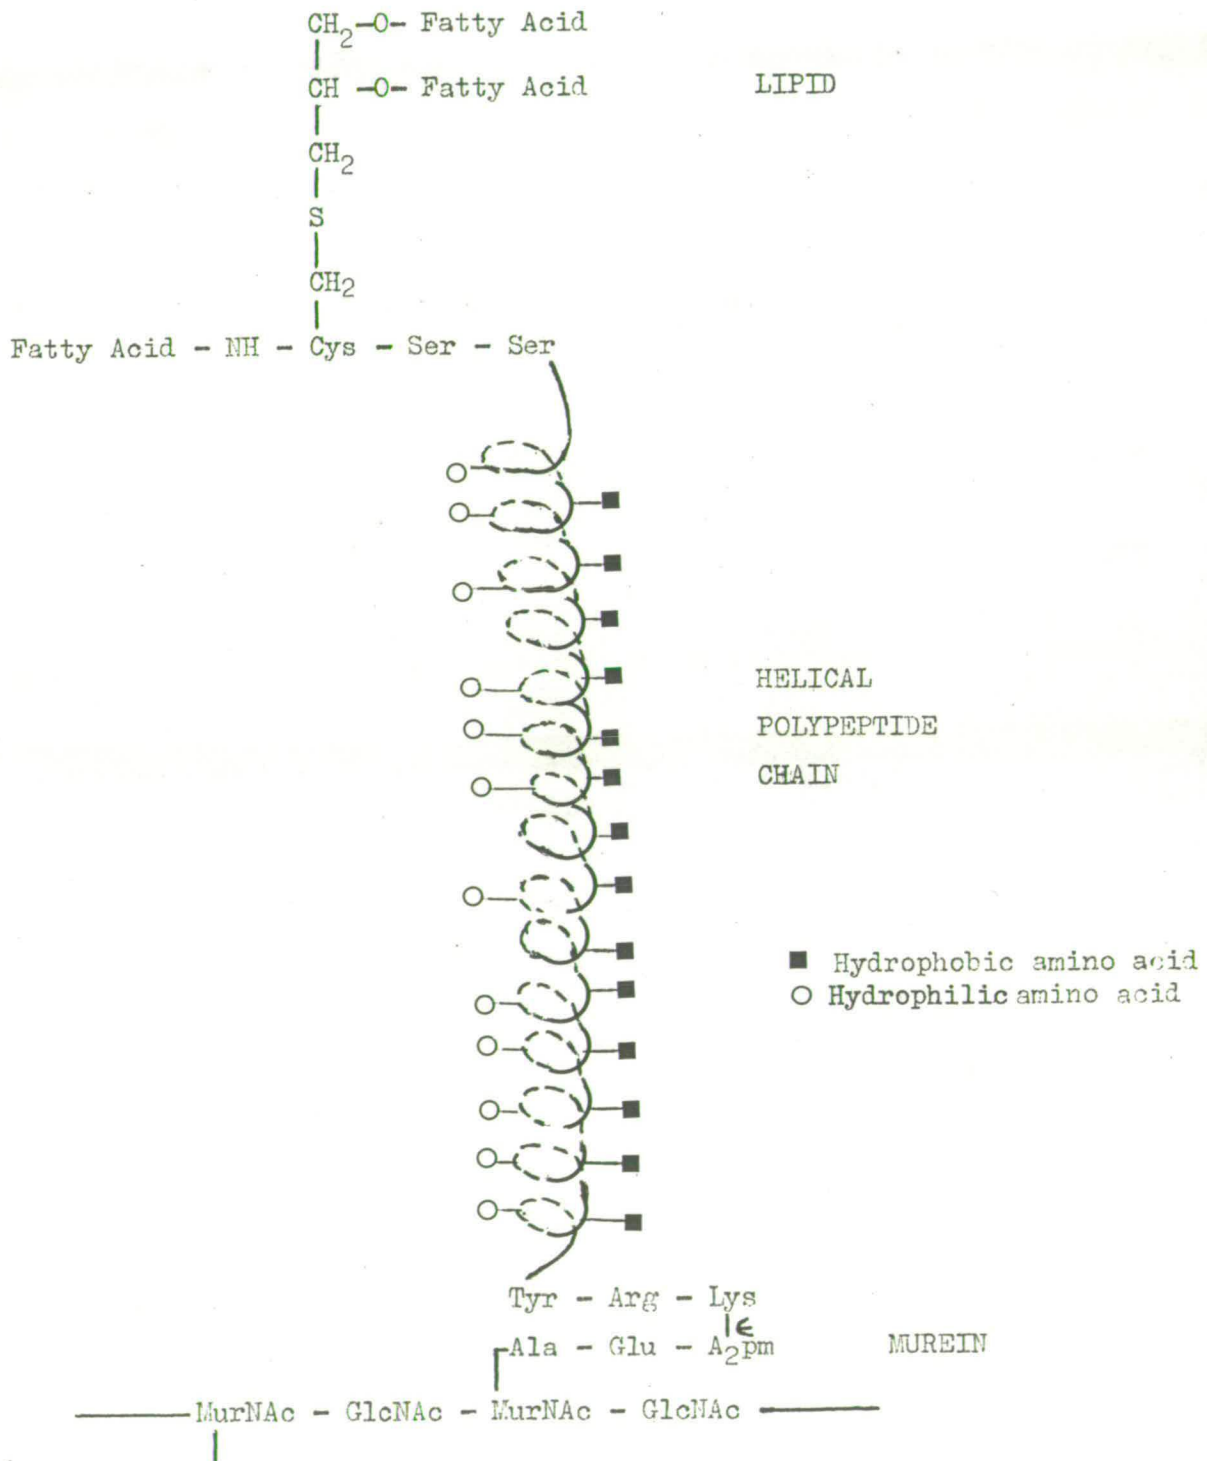 CH2-O- Fatty Acid
CH -O- Fatty Acid
LIPID
CH2
S
CH2
Fatty Acid - NH - Cys - Ser - Ser
HELICAL
POLYPEPTIDE
CHAIN
■ Hydrophobic amino acid
○ Hydrophilic amino acid
Tyr - Arg - Lys
ε
Ala - Glu - A2pm
MUREIN
MurNAc - GlcNAc - MurNAc - GlcNAc